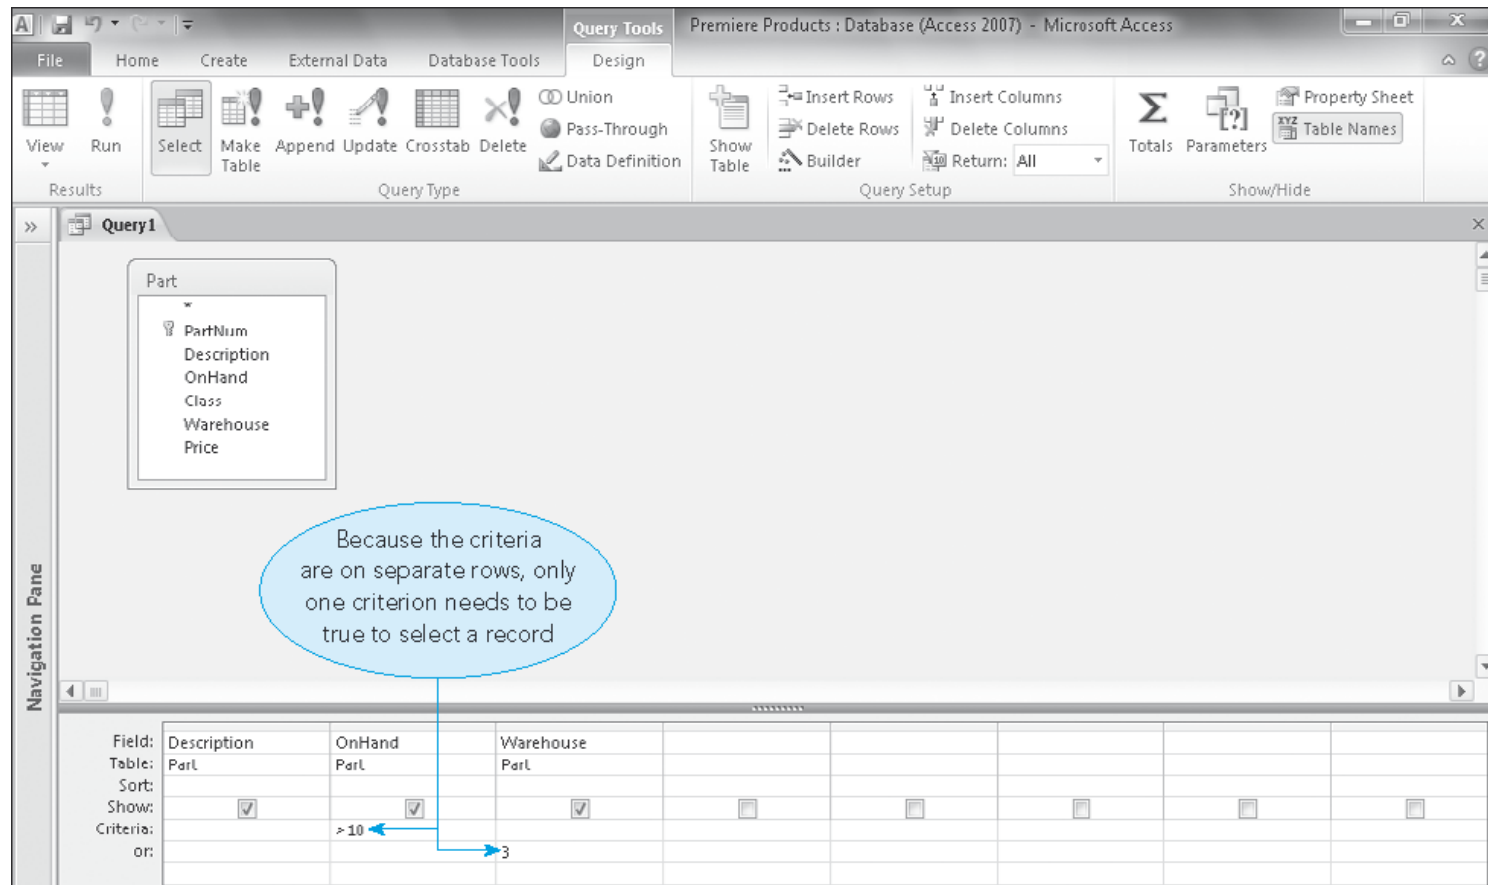 A
Query Tools
Premiere Products : Database (Access 2007) - Microsoft Access
File Home Create External Data Database Tools Design
View
Run
Select
Make
Table
Append
Update
Crosstab
Delete
Union
Pass-Through
Data Definition
Show
Table
Insert Rows
Delete Rows
Builder
Insert Columns
Delete Columns
Return: All
Totals
Parameters
Property Sheet
Table Names
Results
Query Type
Query Setup
Show/Hide
Query1
Navigation Pane
Part
*
PartNum
Description
OnHand
Class
Warehouse
Price
Because the criteria
are on separate rows, only
one criterion needs to be
true to select a record
Field: Description OnHand Warehouse
Table: Part Part Part
Sort:
Show:
Criteria: >10
or: 3